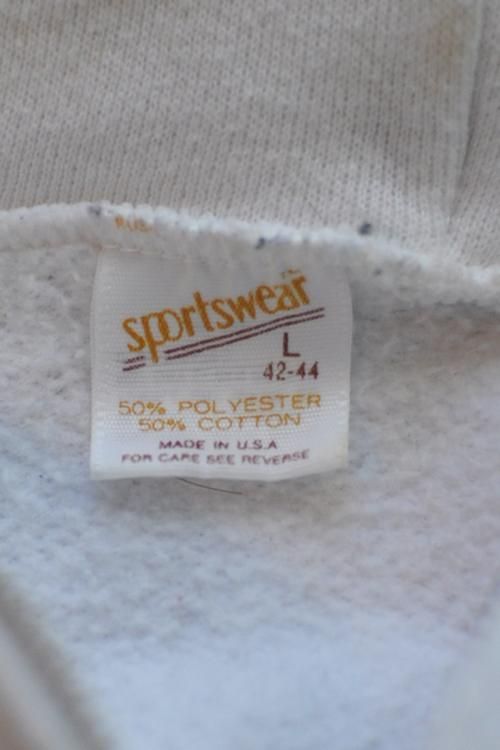 sportswear
L
42-44
50% POLYESTER
50% COTTON
MADE IN U.S.A
FOR CARE SEE REVERSE